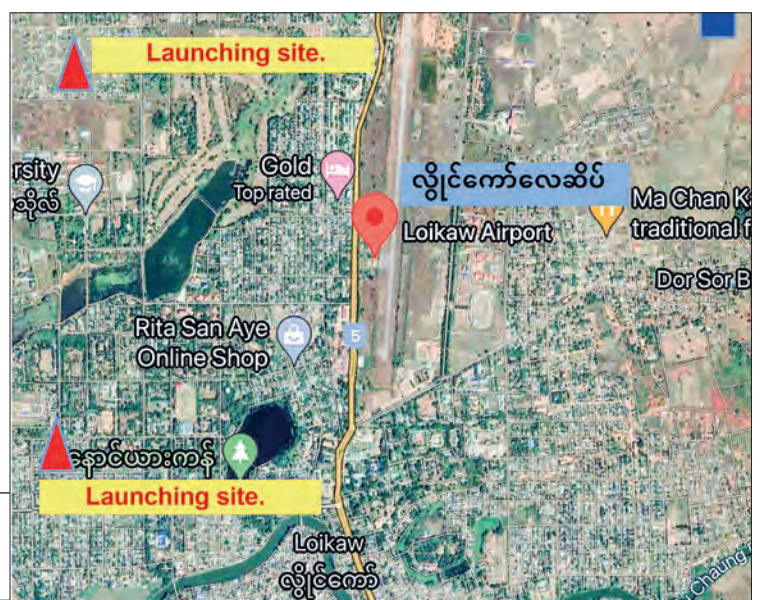 Launching site.
rsity
သိုလ်
Gold
Top rated
လွိုင်ကော်လေဆိပ်
Loikaw Airport
Ma Chan K
traditional f
Dor Sor B
Rita San Aye
Online Shop
5
နောင်ယားကန်
Launching site.
Loikaw
လွိုင်ကော်
Chaung